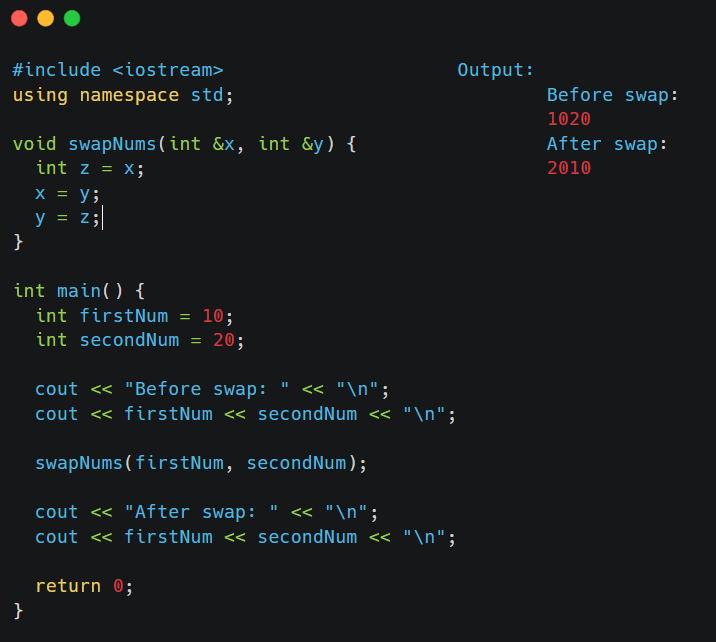 #include <iostream>
using namespace std;
void swapNums(int &x, int &y) {
  int z = x;
  x = y;
  y = z;
}
int main() {
  int firstNum = 10;
  int secondNum = 20;
  cout << "Before swap: " << "\n";
  cout << firstNum << secondNum << "\n";
  swapNums(firstNum, secondNum);
  cout << "After swap: " << "\n";
  cout << firstNum << secondNum << "\n";
  return 0;
}
Output:
Before swap:
1020
After swap:
2010